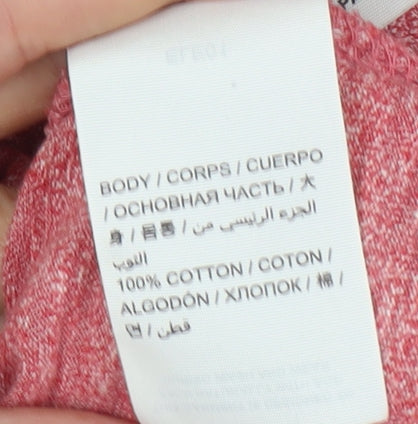 BODY / CORPS / CUERPO
/ ОСНОВНАЯ ЧАСТЬ / 大
身 / 몸통 / الجزء الرئيسي من
الثوب
100% COTTON / COTON /
ALGODÓN / ХЛОПОК / 棉 /
면 / قطن